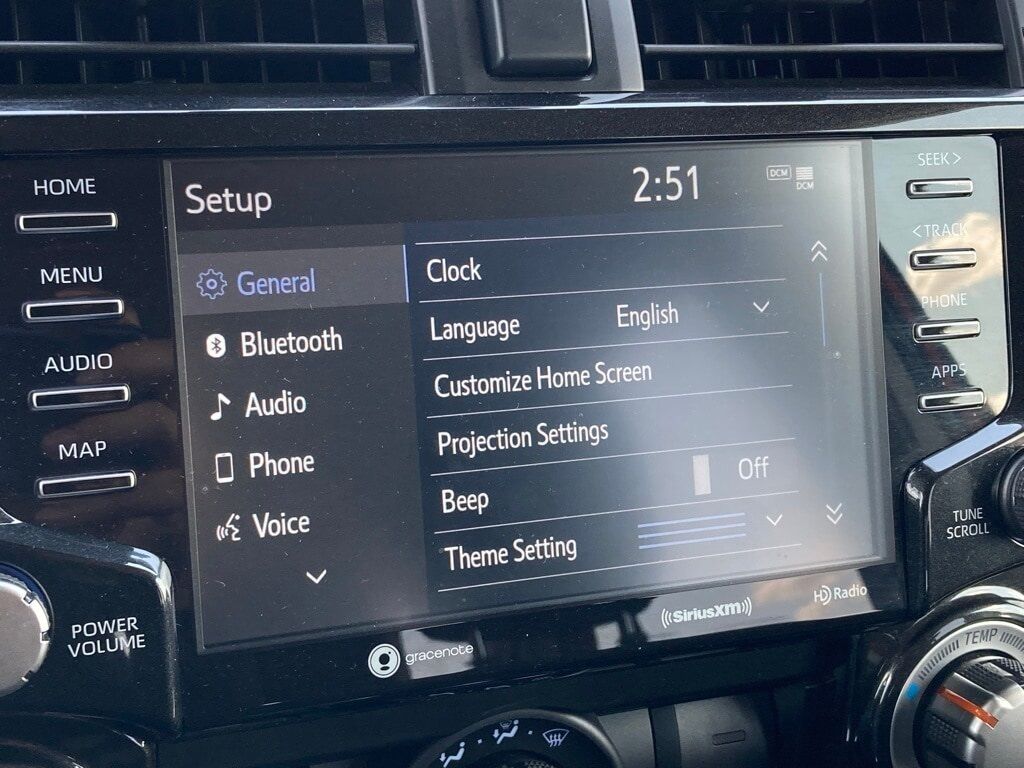 HOME
MENU
AUDIO
MAP
POWER
VOLUME
Setup
2:51
DCM
DCM
General
Bluetooth
Audio
Phone
Voice
Clock
Language English
Customize Home Screen
Projection Settings
Beep Off
Theme Setting
SEEK >
< TRACK
PHONE
APPS
TUNE
SCROLL
gracenote
SiriusXM
HD Radio
TEMP